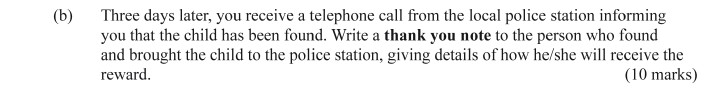 (b) Three days later, you receive a telephone call from the local police station informing
you that the child has been found. Write a thank you note to the person who found
and brought the child to the police station, giving details of how he/she will receive the
reward. (10 marks)